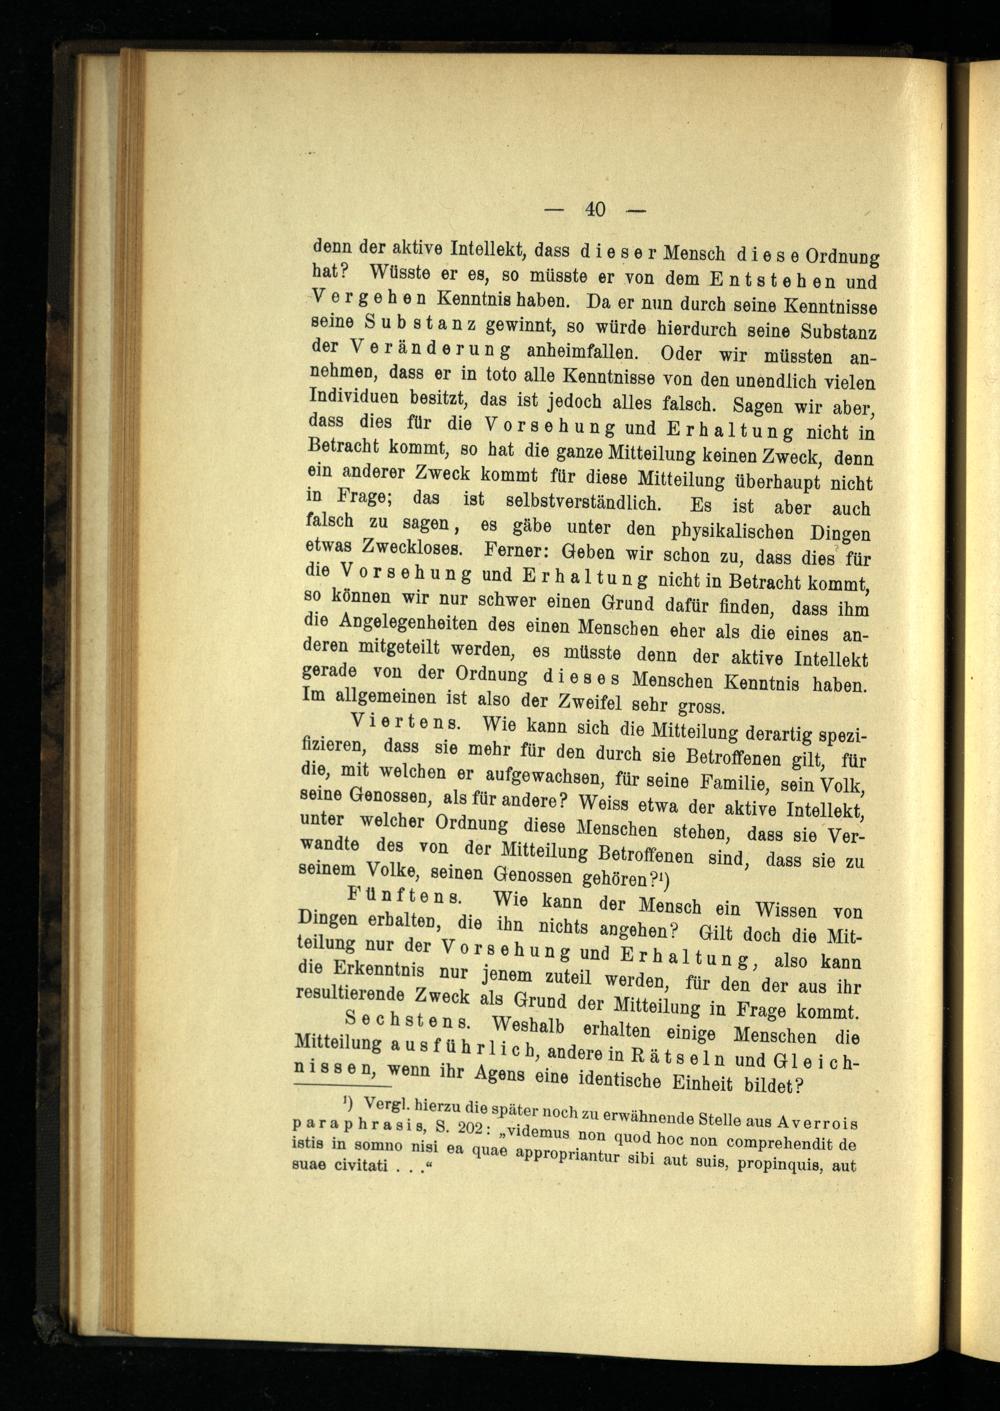 — 40 —
denn der aktive Intellekt, dass dieser Mensch diese Ordnung
hat? Wüsste er es, so müsste er von dem Entstehen und
Vergehen Kenntnis haben. Da er nun durch seine Kenntnisse
seine Substanz gewinnt, so würde hierdurch seine Substanz
der Veränderung anheimfallen. Oder wir müssten an-
nehmen, dass er in toto alle Kenntnisse von den unendlich vielen
Individuen besitzt, das ist jedoch alles falsch. Sagen wir aber,
dass dies für die Vorsehung und Erhaltung nicht in
Betracht kommt, so hat die ganze Mitteilung keinen Zweck, denn
ein anderer Zweck kommt für diese Mitteilung überhaupt nicht
in Frage; das ist selbstverständlich. Es ist aber auch
falsch zu sagen, es gäbe unter den physikalischen Dingen
etwas Zweckloses. Ferner: Geben wir schon zu, dass dies für
die Vorsehung und Erhaltung nicht in Betracht kommt,
so können wir nur schwer einen Grund dafür finden, dass ihm
die Angelegenheiten des einen Menschen eher als die eines an-
deren mitgeteilt werden, es müsste denn der aktive Intellekt
gerade von der Ordnung dieses Menschen Kenntnis haben.
Im allgemeinen ist also der Zweifel sehr gross.
Viertens. Wie kann sich die Mitteilung derartig spezi-
fizieren, dass sie mehr für den durch sie Betroffenen gilt, für
die, mit welchen er aufgewachsen, für seine Familie, sein Volk,
seine Genossen, als für andere? Weiss etwa der aktive Intellekt,
unter welcher Ordnung diese Menschen stehen, dass sie Ver-
wandte des von der Mitteilung Betroffenen sind, dass sie zu
seinem Volke, seinen Genossen gehören?¹)
Fünftens. Wie kann der Mensch ein Wissen von
Dingen erhalten, die ihn nichts angehen? Gilt doch die Mit-
teilung nur der Vorsehung und Erhaltung, also kann
die Erkenntnis nur jenem zuteil werden, für den der aus ihr
resultierende Zweck als Grund der Mitteilung in Frage kommt.
Sechstens. Weshalb erhalten einige Menschen die
Mitteilung ausführlich, andere in Rätseln und Gleich-
nissen, wenn ihr Agens eine identische Einheit bildet?
¹) Vergl. hierzu die später noch zu erwähnende Stelle aus Averrois
paraphrasis, S. 202: „videmus non quod hoc non comprehendit de
istis in somno nisi ea quae appropriantur sibi aut suis, propinquis, aut
suae civitati . . .“